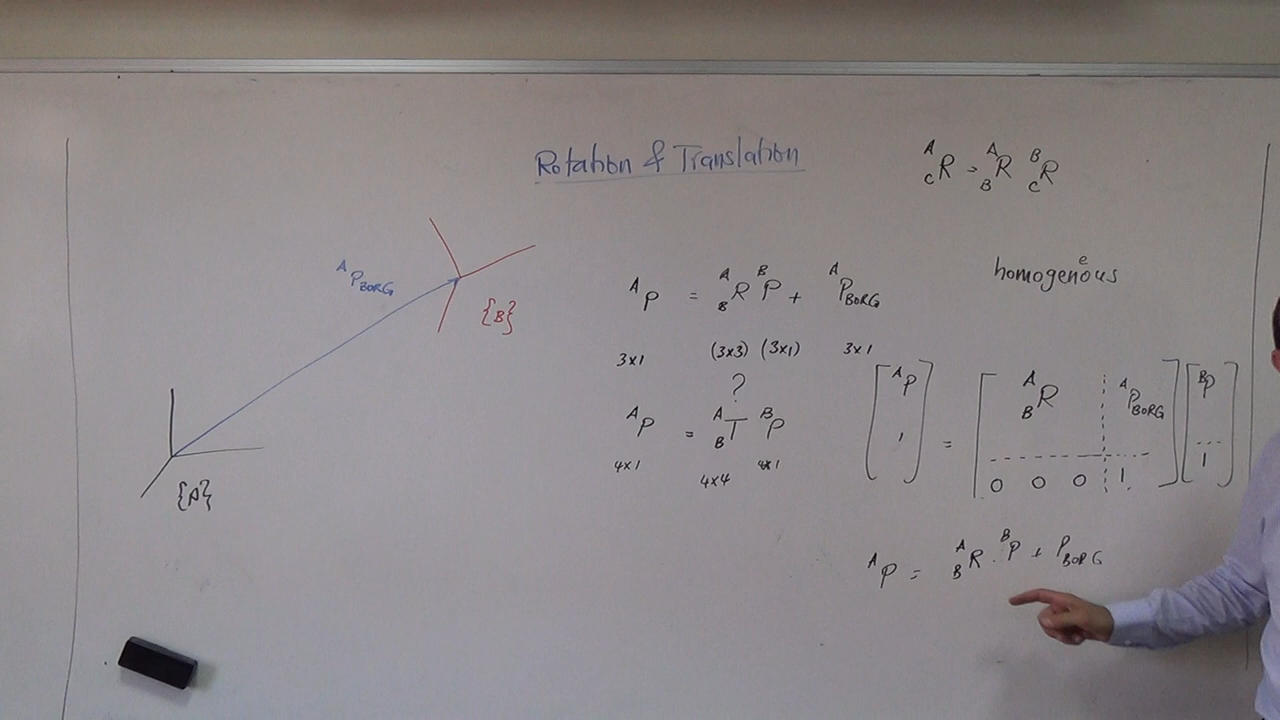 Rotation & Translation
A C R = A B R B C R
A P BORG
{B}
{A}
A P = A B R B P + A P BORG
3x1 (3x3) (3x1) 3x1
?
A P = A B T B P
4x1 4x4 4x1
homogenous
e
[ A P 1 ] = [ A B R A P BORG 0 0 0 1 ] [ B P 1 ]
A P = A B R . B P + P BORG